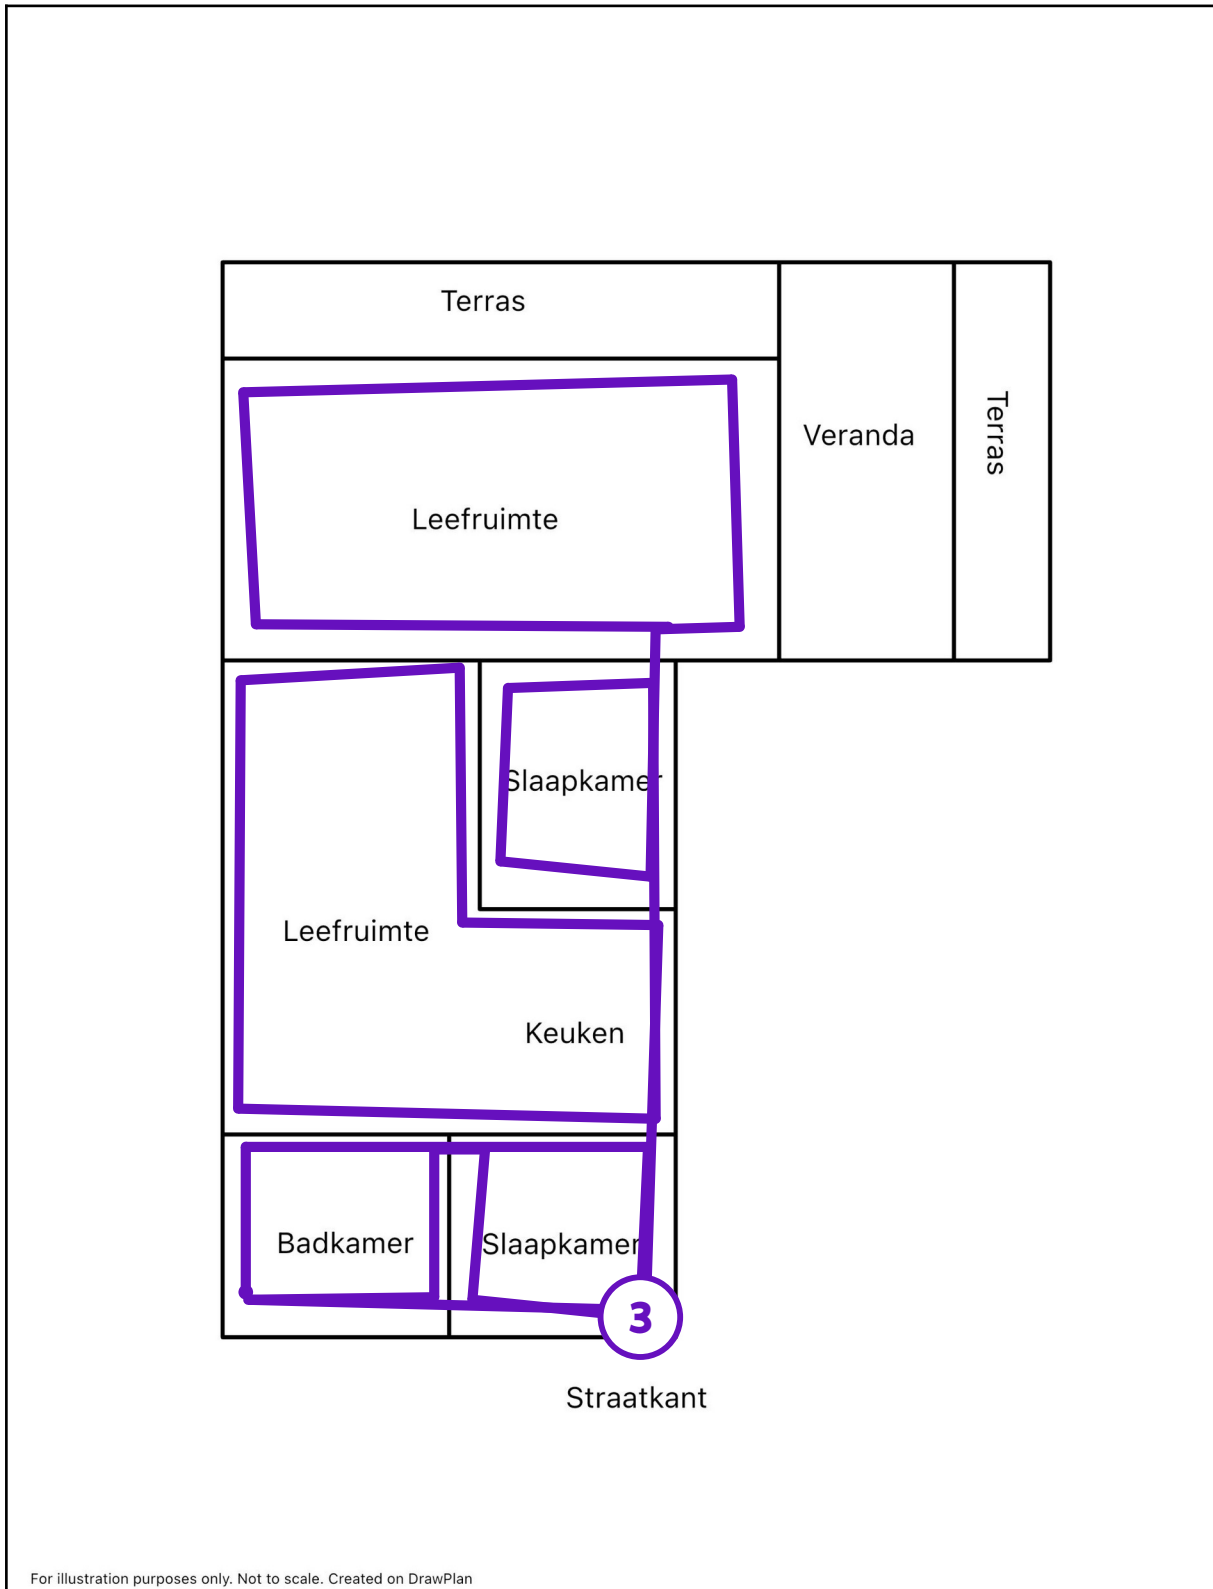 Terras
Terras
Veranda
Leefruimte
Slaapkamer
Leefruimte
Keuken
Badkamer
Slaapkamer
3
Straatkant
For illustration purposes only. Not to scale. Created on DrawPlan